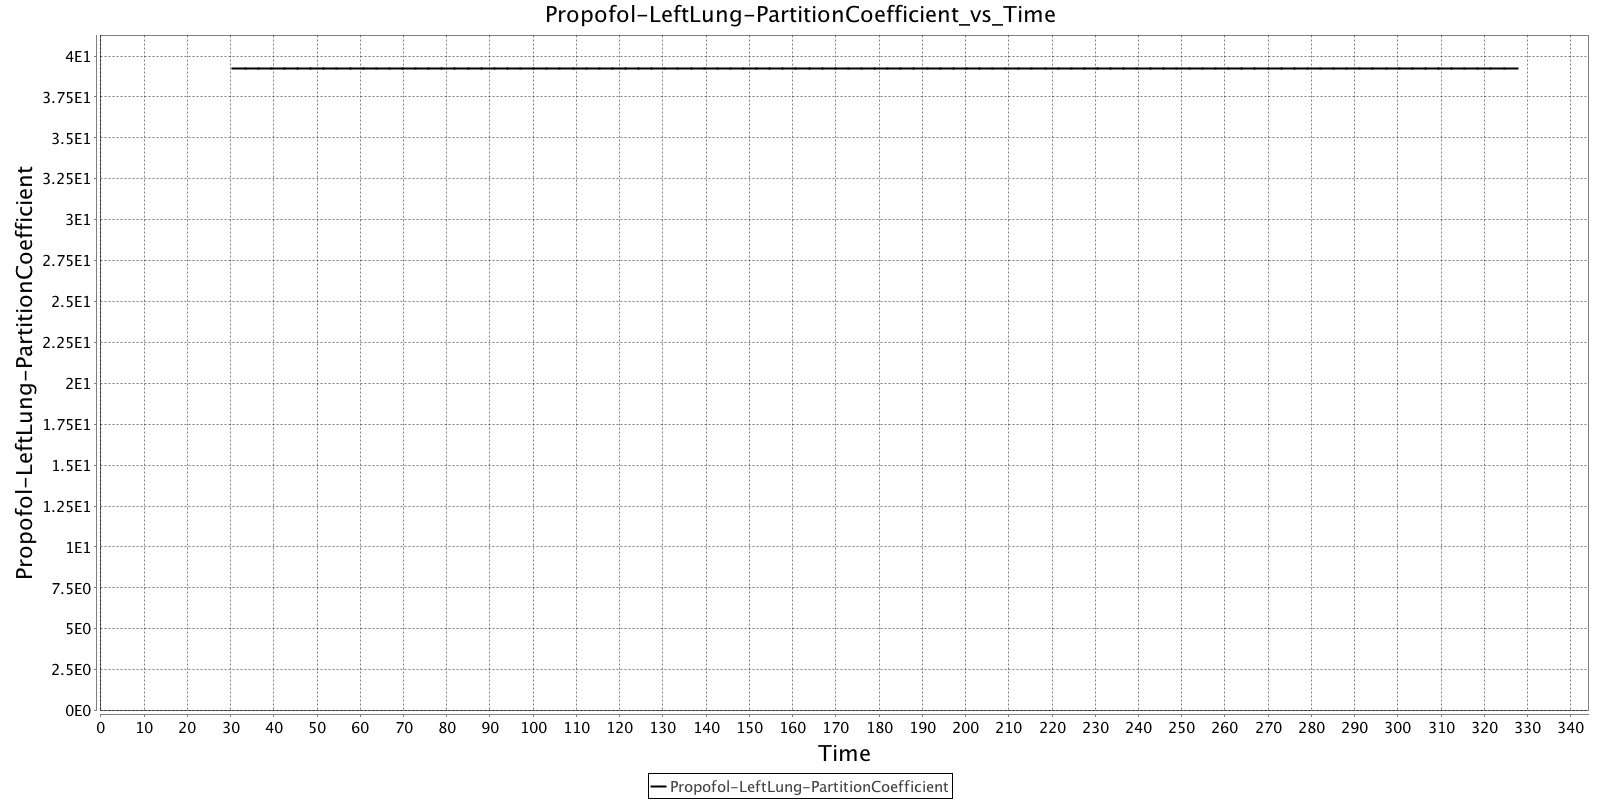 Propofol-LeftLung-PartitionCoefficient_vs_Time
Propofol-LeftLung-PartitionCoefficient
4E1
3.75E1
3.5E1
3.25E1
3E1
2.75E1
2.5E1
2.25E1
2E1
1.75E1
1.5E1
1.25E1
1E1
7.5E0
5E0
2.5E0
0E0
0 10 20 30 40 50 60 70 80 90 100 110 120 130 140 150 160 170 180 190 200 210 220 230 240 250 260 270 280 290 300 310 320 330 340
Time
Propofol-LeftLung-PartitionCoefficient